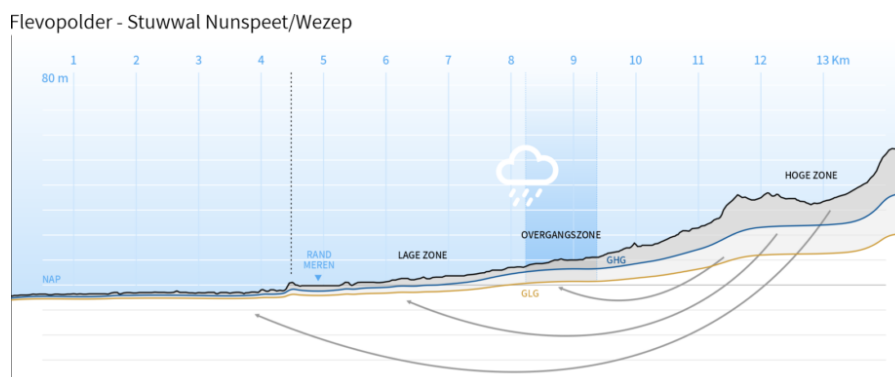 Flevopolder - Stuwwal Nunspeet/Wezep
1 2 3 4 5 6 7 8 9 10 11 12 13 Km
80 m
HOGE ZONE
OVERGANGSZONE
RAND
MEREN
LAGE ZONE
GHG
NAP
GLG